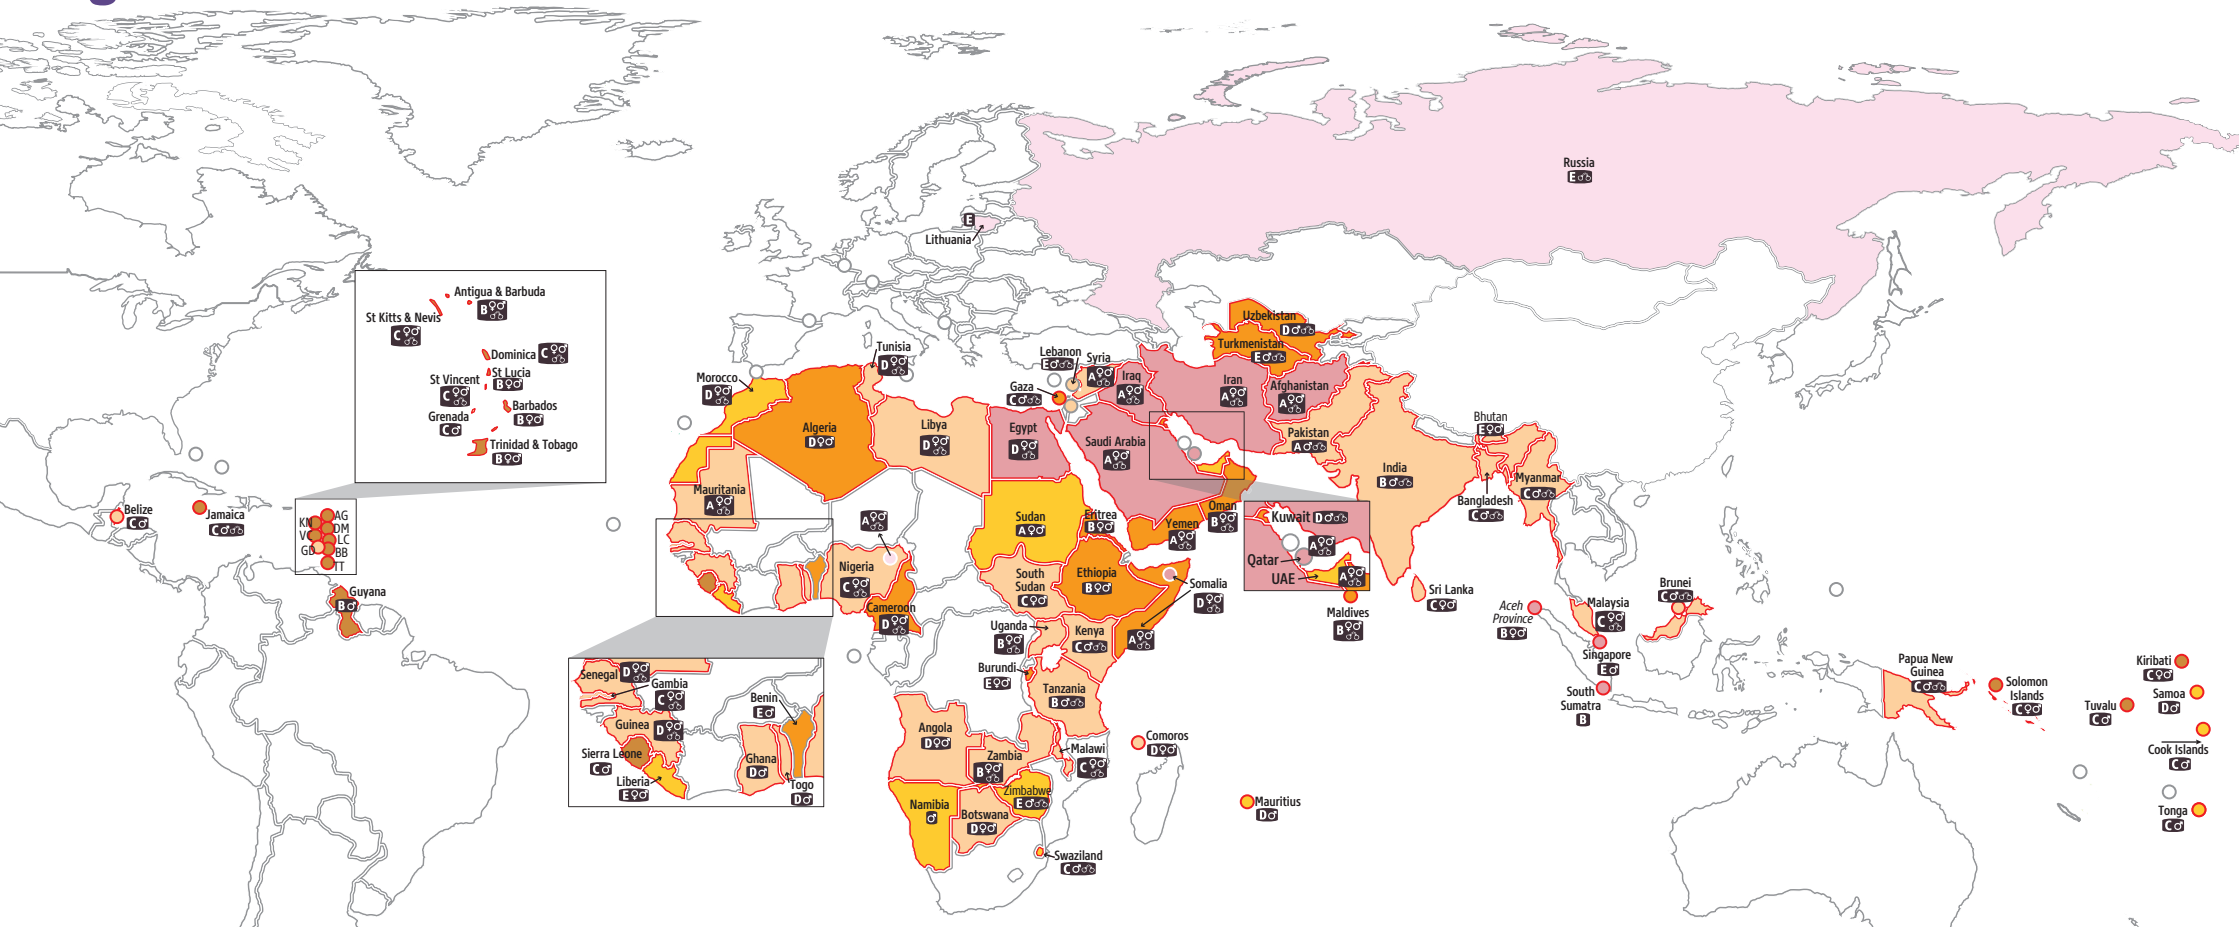 Russia
E
E
Lithuania
Antigua & Barbuda
B♀♂
St Kitts & Nevis
C♀♂
Dominica C♀♂
St Lucia
B♀♂
St Vincent
C♀♂
Barbados
B♀♂
Grenada
C♂
Trinidad & Tobago
B♀♂
Uzbekistan
D♂
Turkmenistan
E♂
Tunisia
D♀♂
Lebanon
E♂
Syria
A♀♂
Morocco
D♀♂
Gaza
C♂
Iraq
A♀♂
Iran
A♀♂
Afghanistan
A♀♂
Algeria
D♀♂
Libya
D♀♂
Egypt
D♀♂
Saudi Arabia
A♀♂
Pakistan
A♂
Bhutan
E♀♂
India
B♂
Myanmar
C♂
Bangladesh
C♂
Mauritania
A♀♂
Belize
C♂
Jamaica
C♂
KN
VC
GD
AG
DM
LC
BB
TT
A♀♂
Sudan
A♀♂
Eritrea
B♀♂
Yemen
A♀♂
Oman
B♀♂
Kuwait D♂
A♀♂
Qatar
UAE
A♀♂
Nigeria
C♀♂
South
Sudan
C♀♂
Ethiopia
B♀♂
Somalia
D♀♂
A♀♂
Guyana
B♂
Cameroon
D♀♂
Maldives
B♀♂
Sri Lanka
C♀♂
Aceh
Province
B♀♂
Malaysia
C♀♂
Brunei
C♂
Singapore
E♂
South
Sumatra
B
Uganda
B♀♂
Kenya
C♂
Burundi
E♀♂
Tanzania
B♂
Senegal D♀♂
Gambia
C♀♂
Guinea D♀♂
Sierra Leone
C♂
Liberia
E♀♂
Benin
E♂
Ghana
D♂
Togo
D♂
Angola
D♀♂
Zambia
B♀♂
Malawi
C♀♂
Comoros
D♀♂
Namibia
♂
Botswana
D♀♂
Zimbabwe
E♂
Mauritius
D♂
Swaziland
C♂
Papua New
Guinea
C♂
Solomon
Islands
C♀♂
Kiribati
C♀♂
Tuvalu
C♂
Samoa
D♂
Cook Islands
C♂
Tonga
C♂